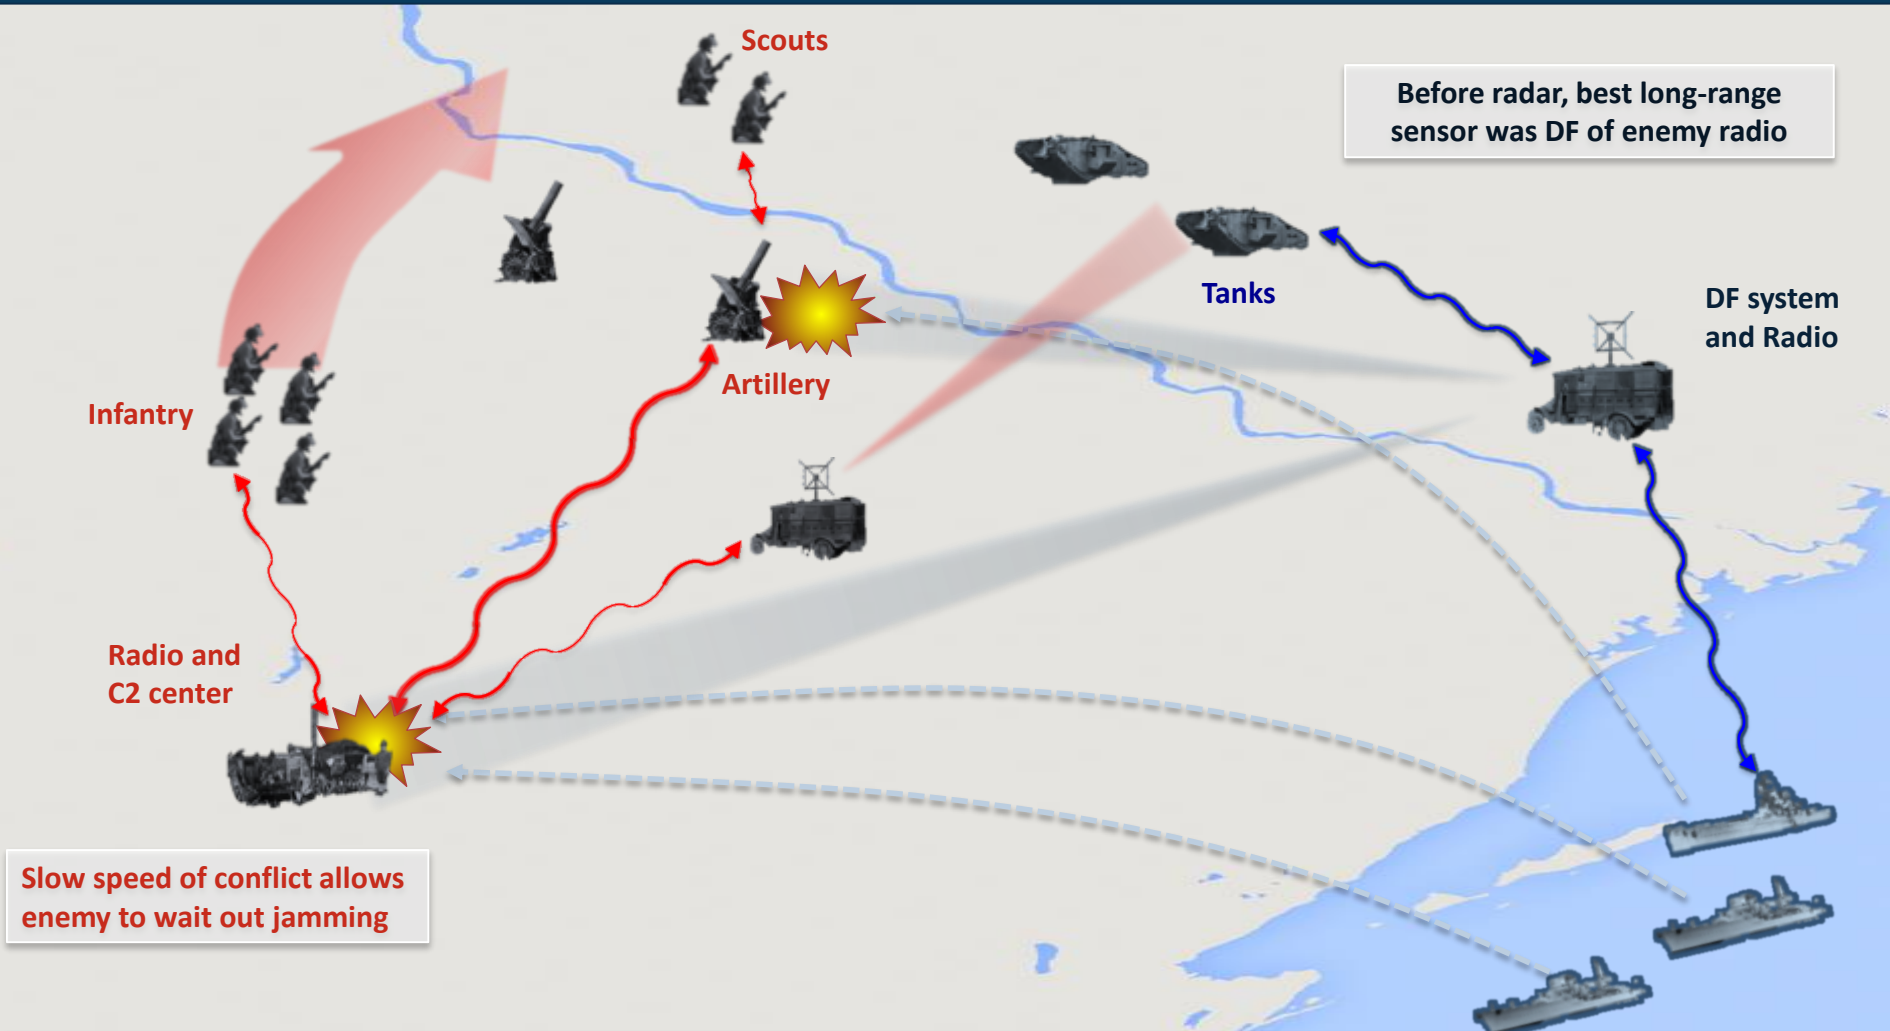 Scouts
Before radar, best long-range
sensor was DF of enemy radio
Tanks
DF system
and Radio
Artillery
Infantry
Radio and
C2 center
Slow speed of conflict allows
enemy to wait out jamming